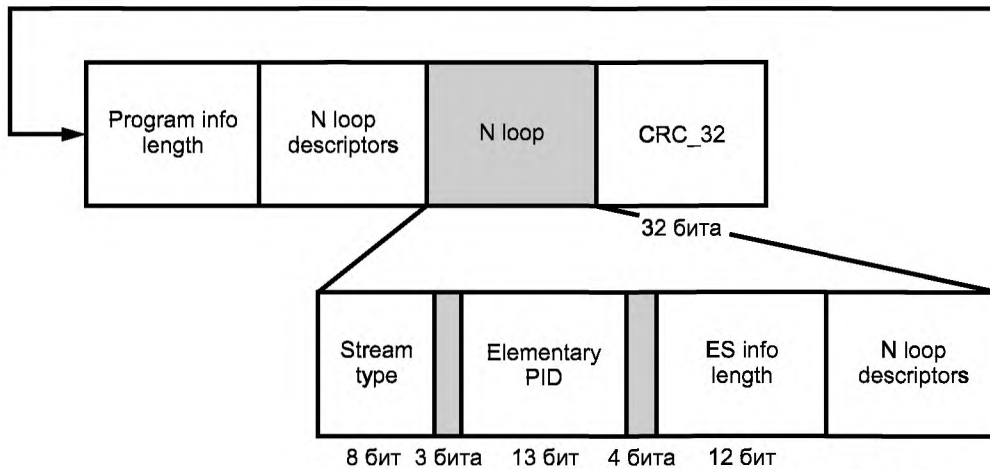 Program info
length
N loop
descriptors
N loop
CRC_32
32 бита
Stream
type
Elementary
PID
ES info
length
N loop
descriptors
8 бит 3 бита 13 бит 4 бита 12 бит